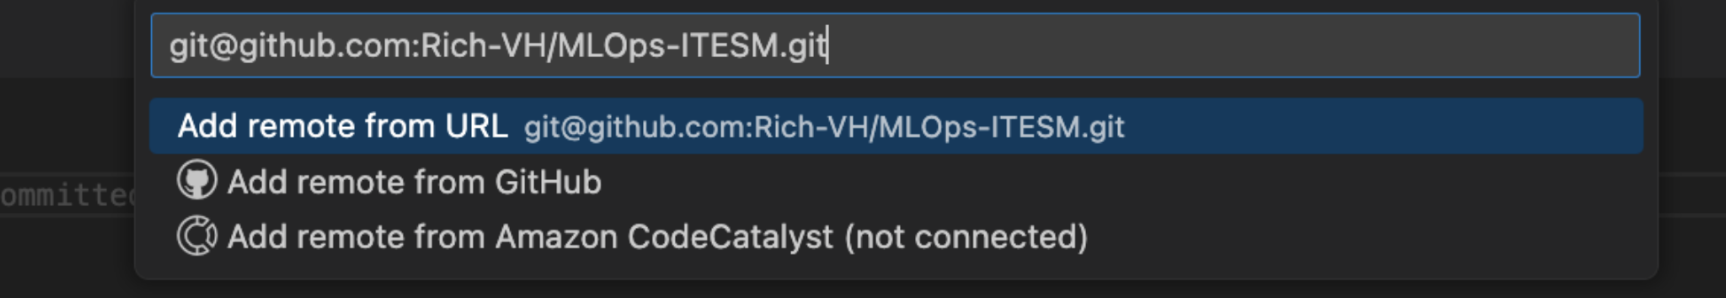 git@github.com:Rich-VH/MLOps-ITESM.git
Add remote from URL git@github.com:Rich-VH/MLOps-ITESM.git
Add remote from GitHub
ommitted
Add remote from Amazon CodeCatalyst (not connected)